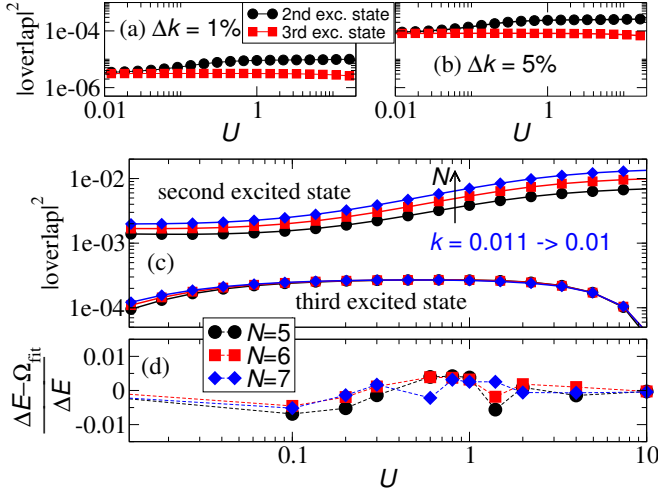 (a) Δk = 1%
2nd exc. state
3rd exc. state
(b) Δk = 5%
|overlap|²
1e-04
1e-06
0.01
1
U
0.01
1
U
|overlap|²
1e-02
1e-03
1e-04
second excited state
N
k = 0.011 -> 0.01
(c)
third excited state
N=5
N=6
N=7
(d)
ΔE−Ωfit
ΔE
0.01
0
-0.01
0.1
1
10
U